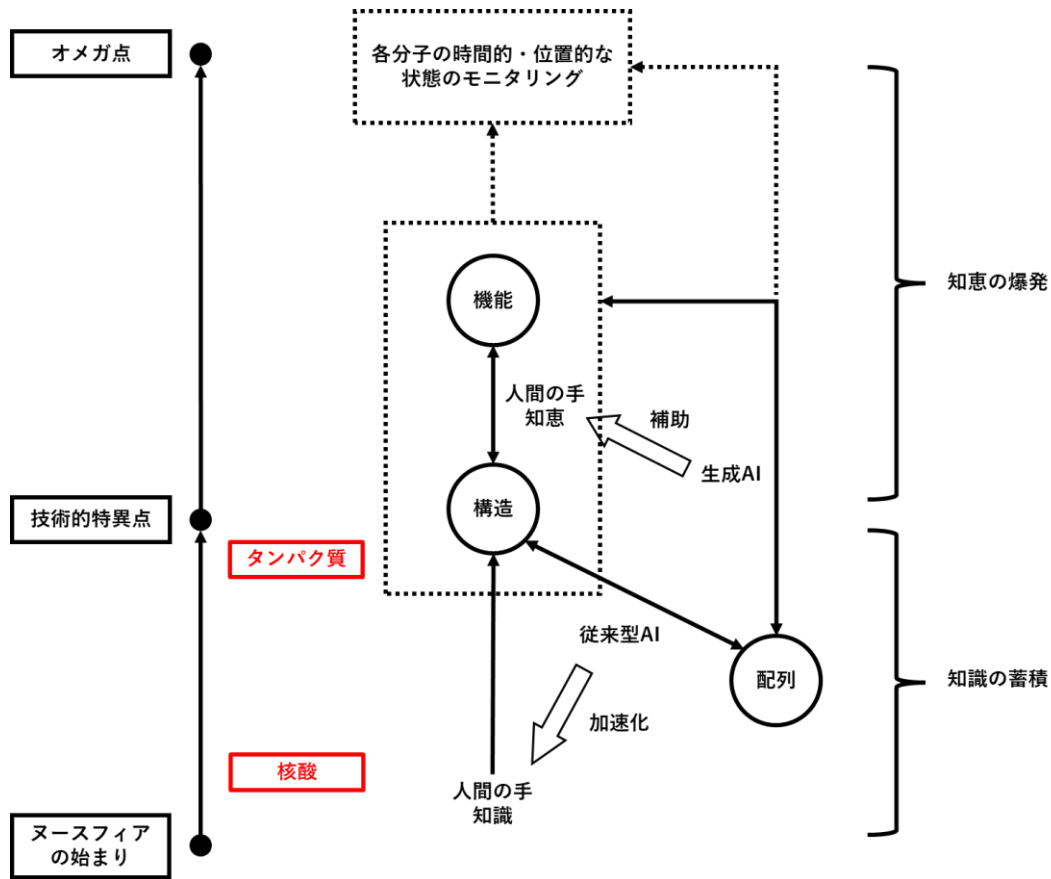 オメガ点
各分子の時間的・位置的な
状態のモニタリング
機能
知恵の爆発
人間の手
知恵
補助
生成AI
構造
技術的特異点
タンパク質
従来型AI
配列
知識の蓄積
加速化
核酸
人間の手
知識
ヌースフィア
の始まり